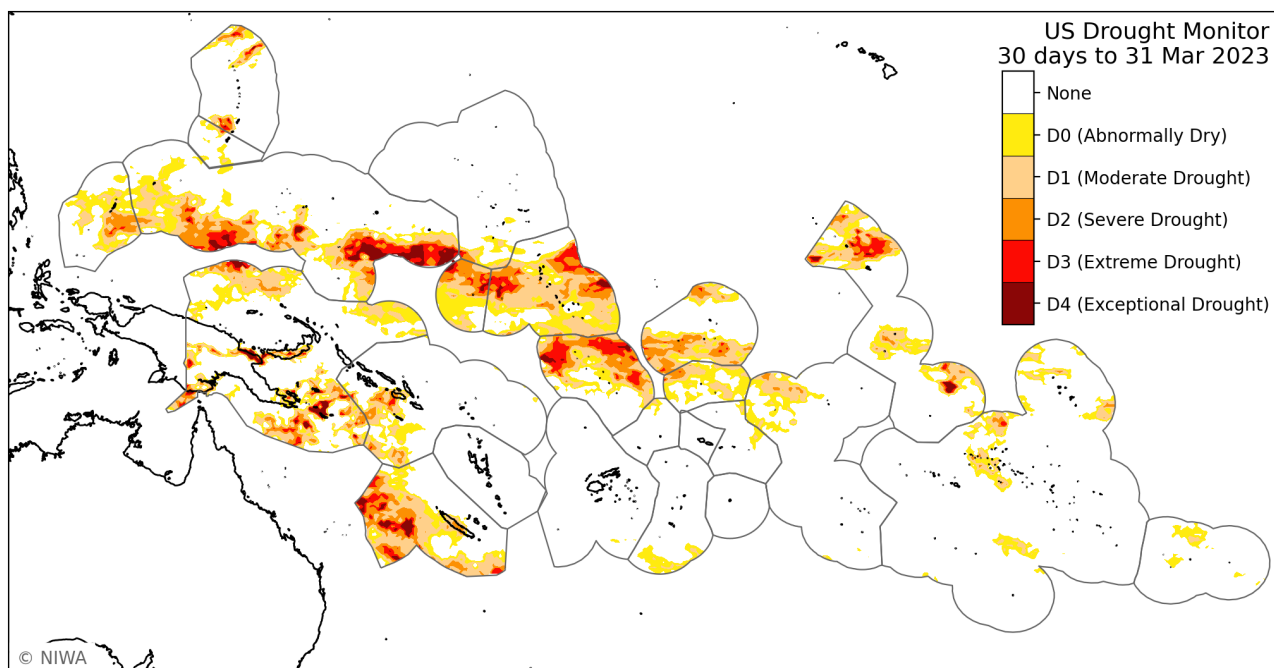 US Drought Monitor
30 days to 31 Mar 2023
None
D0 (Abnormally Dry)
D1 (Moderate Drought)
D2 (Severe Drought)
D3 (Extreme Drought)
D4 (Exceptional Drought)
© NIWA